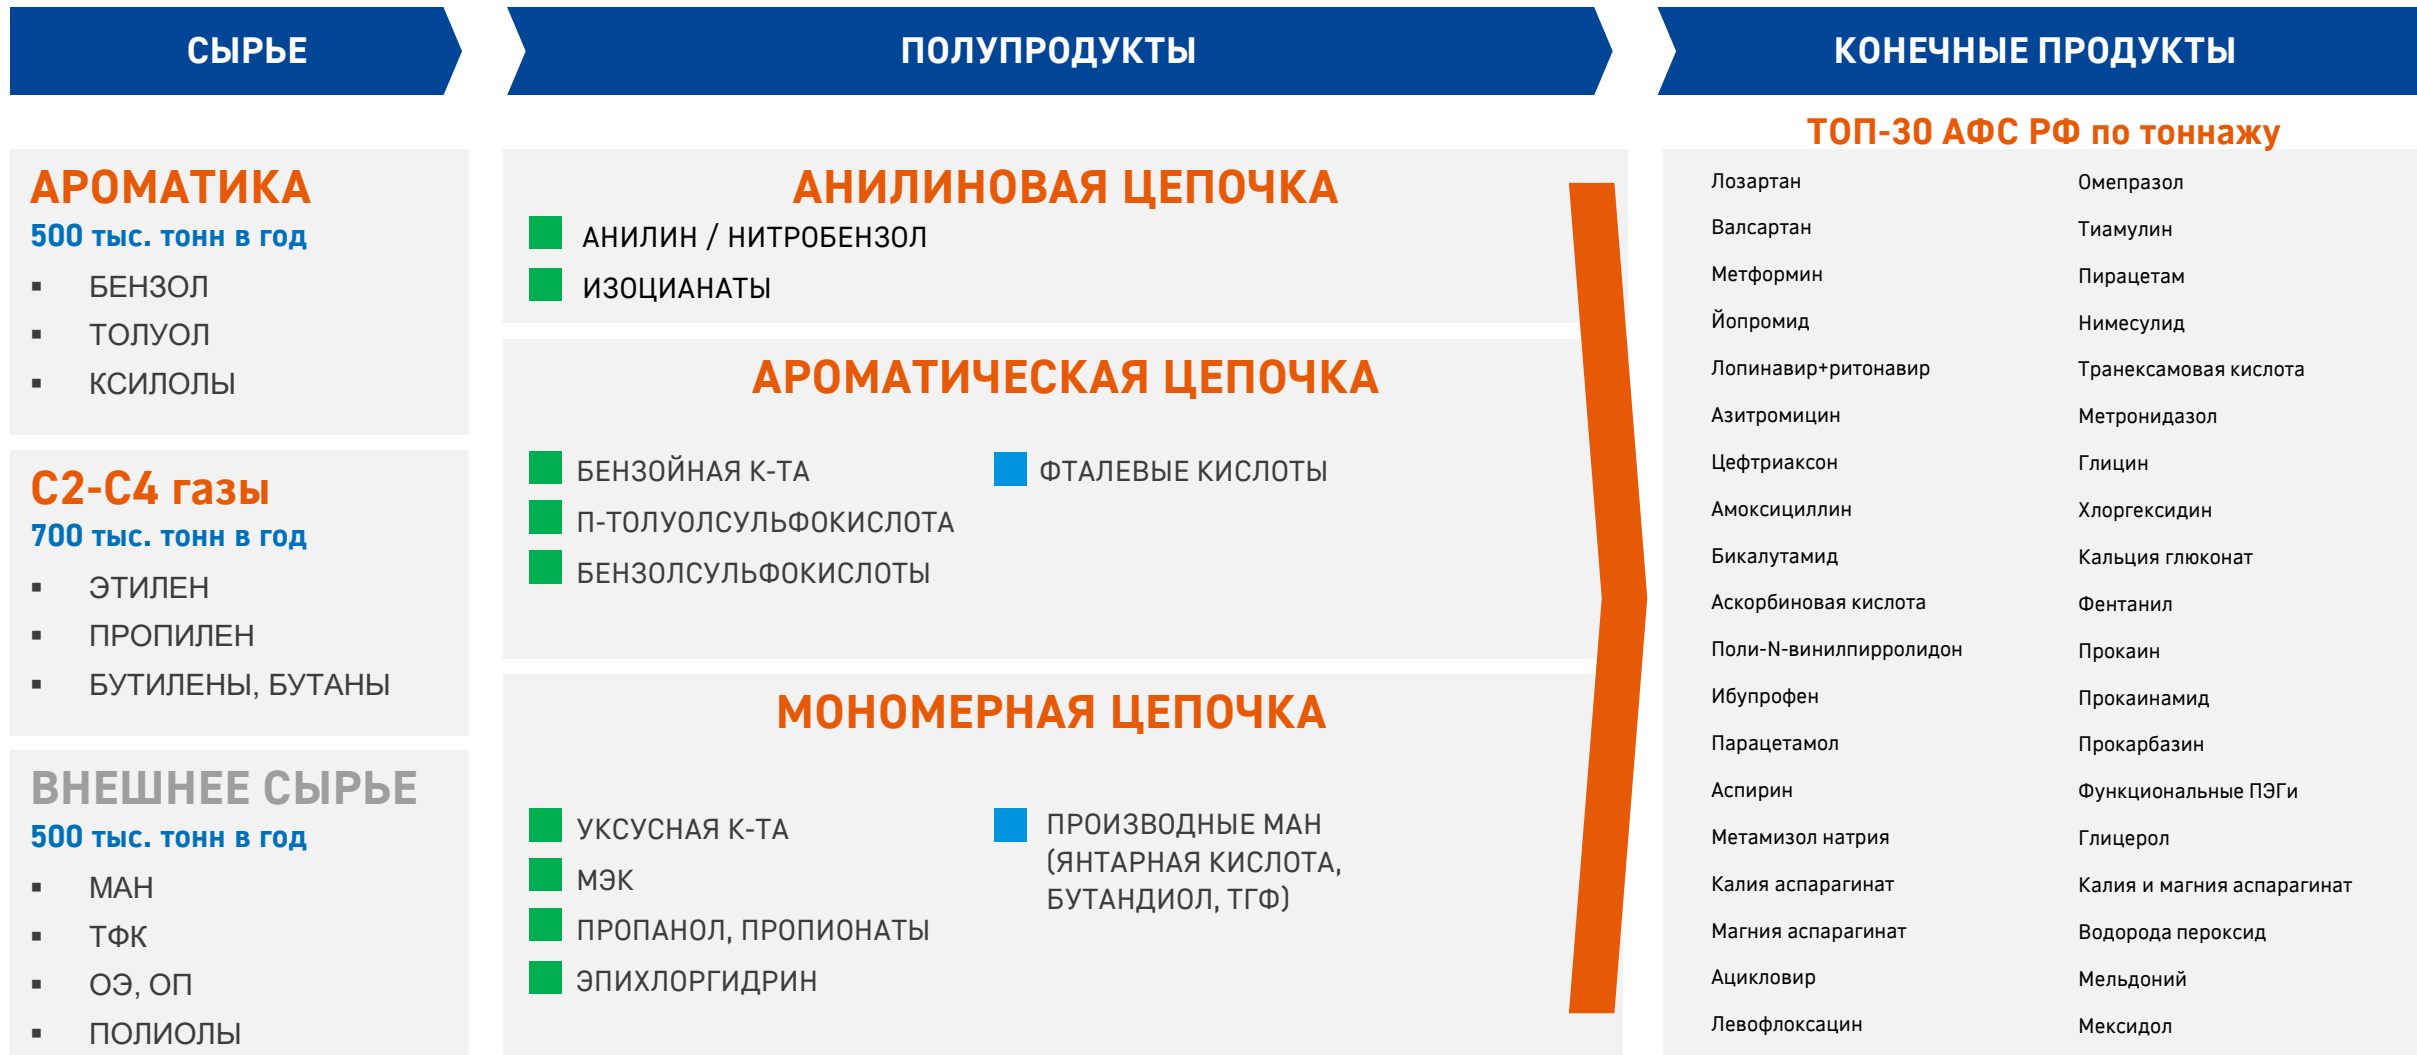 СЫРЬЕ
ПОЛУПРОДУКТЫ
КОНЕЧНЫЕ ПРОДУКТЫ
АРОМАТИКА
500 тыс. тонн в год
▪ БЕНЗОЛ
▪ ТОЛУОЛ
▪ КСИЛОЛЫ
С2-С4 газы
700 тыс. тонн в год
▪ ЭТИЛЕН
▪ ПРОПИЛЕН
▪ БУТИЛЕНЫ, БУТАНЫ
ВНЕШНЕЕ СЫРЬЕ
500 тыс. тонн в год
▪ МАН
▪ ТФК
▪ ОЭ, ОП
▪ ПОЛИОЛЫ
АНИЛИНОВАЯ ЦЕПОЧКА
АНИЛИН / НИТРОБЕНЗОЛ
ИЗОЦИАНАТЫ
АРОМАТИЧЕСКАЯ ЦЕПОЧКА
БЕНЗОЙНАЯ К-ТА
П-ТОЛУОЛСУЛЬФОКИСЛОТА
БЕНЗОЛСУЛЬФОКИСЛОТЫ
ФТАЛЕВЫЕ КИСЛОТЫ
МОНОМЕРНАЯ ЦЕПОЧКА
УКСУСНАЯ К-ТА
МЭК
ПРОПАНОЛ, ПРОПИОНАТЫ
ЭПИХЛОРГИДРИН
ПРОИЗВОДНЫЕ МАН
(ЯНТАРНАЯ КИСЛОТА,
БУТАНДИОЛ, ТГФ)
ТОП-30 АФС РФ по тоннажу
Лозартан
Валсартан
Метформин
Йопромид
Лопинавир+ритонавир
Азитромицин
Цефтриаксон
Амоксициллин
Бикалутамид
Аскорбиновая кислота
Поли-N-винилпирролидон
Ибупрофен
Парацетамол
Аспирин
Метамизол натрия
Калия аспарагинат
Магния аспарагинат
Ацикловир
Левофлоксацин
Омепразол
Тиамулин
Пирацетам
Нимесулид
Транексамовая кислота
Метронидазол
Глицин
Хлоргексидин
Кальция глюконат
Фентанил
Прокаин
Прокаинамид
Прокарбазин
Функциональные ПЭГи
Глицерол
Калия и магния аспарагинат
Водорода пероксид
Мельдоний
Мексидол